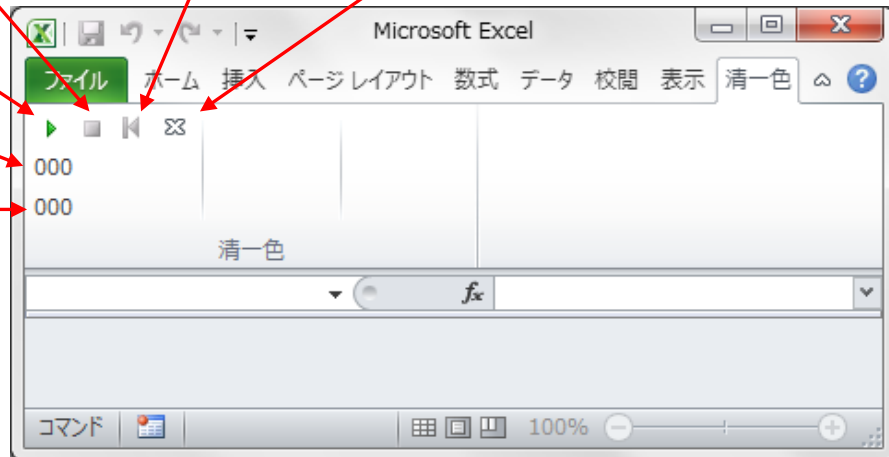 Microsoft Excel
ファイル ホーム 挿入 ページ レイアウト 数式 データ 校閲 表示 清一色
000
000
清一色
fx
コマンド 100%